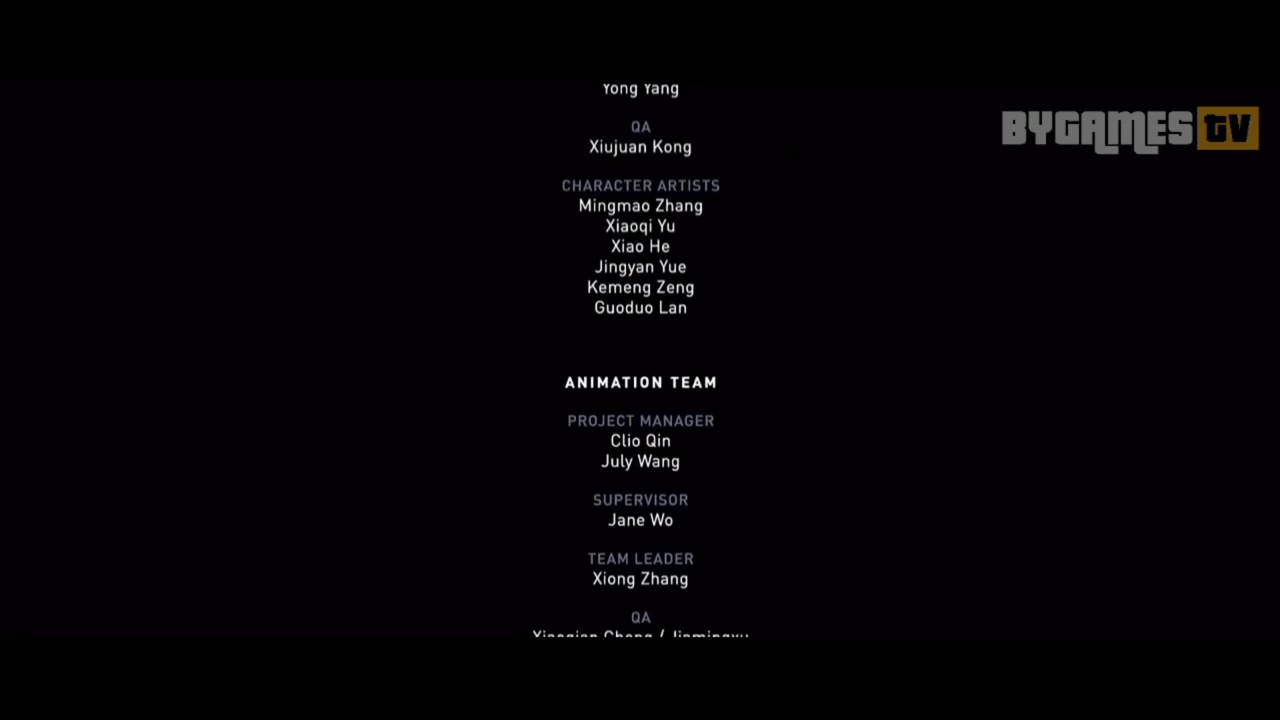 Yong Yang
BYGAMES TV
QA
Xiujuan Kong
CHARACTER ARTISTS
Mingmao Zhang
Xiaoqi Yu
Xiao He
Jingyan Yue
Kemeng Zeng
Guoduo Lan
ANIMATION TEAM
PROJECT MANAGER
Clio Qin
July Wang
SUPERVISOR
Jane Wo
TEAM LEADER
Xiong Zhang
QA